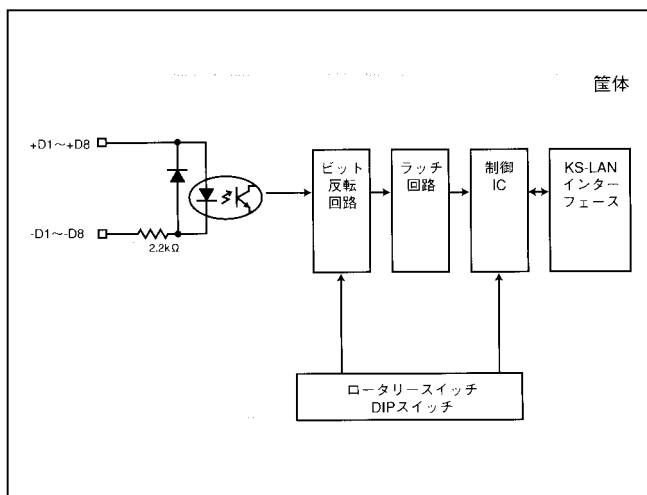 筐体
+D1～+D8
-D1～-D8
2.2kΩ
ビット
反転
回路
ラッチ
回路
制御
IC
KS-LAN
インター
フェース
ロータリースイッチ
DIPスイッチ